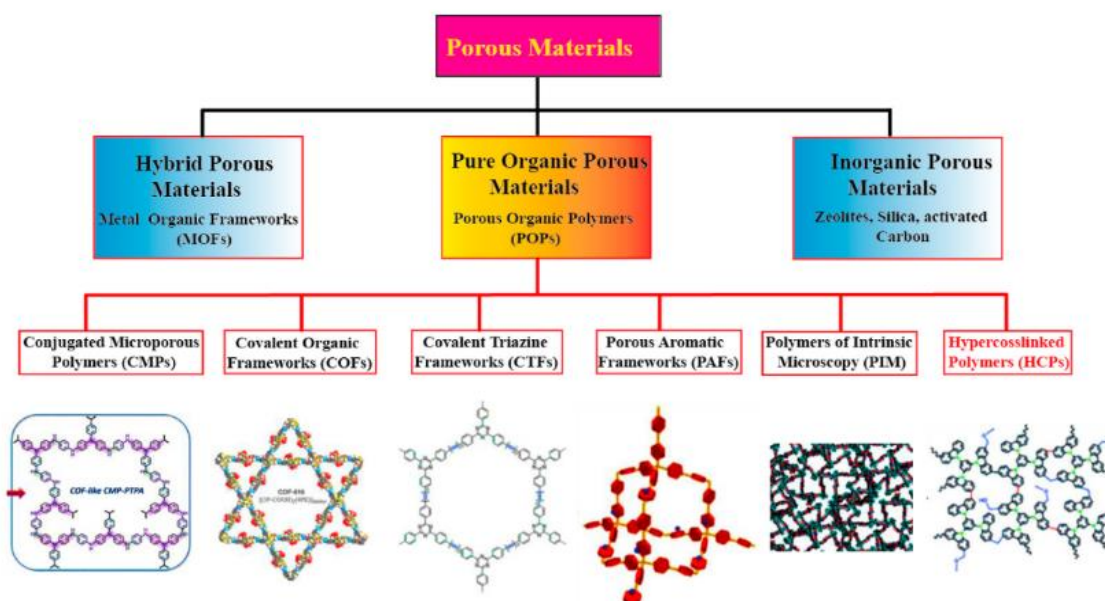 Porous Materials
Hybrid Porous
Materials
Metal Organic Frameworks
(MOFs)
Pure Organic Porous
Materials
Porous Organic Polymers
(POPs)
Inorganic Porous
Materials
Zeolites, Silica, activated
Carbon
Conjugated Microporous
Polymers (CMPs)
Covalent Organic
Frameworks (COFs)
Covalent Triazine
Frameworks (CTFs)
Porous Aromatic
Frameworks (PAFs)
Polymers of Intrinsic
Microscopy (PIM)
Hypercosslinked
Polymers (HCPs)
COF-like CMP-PTPA